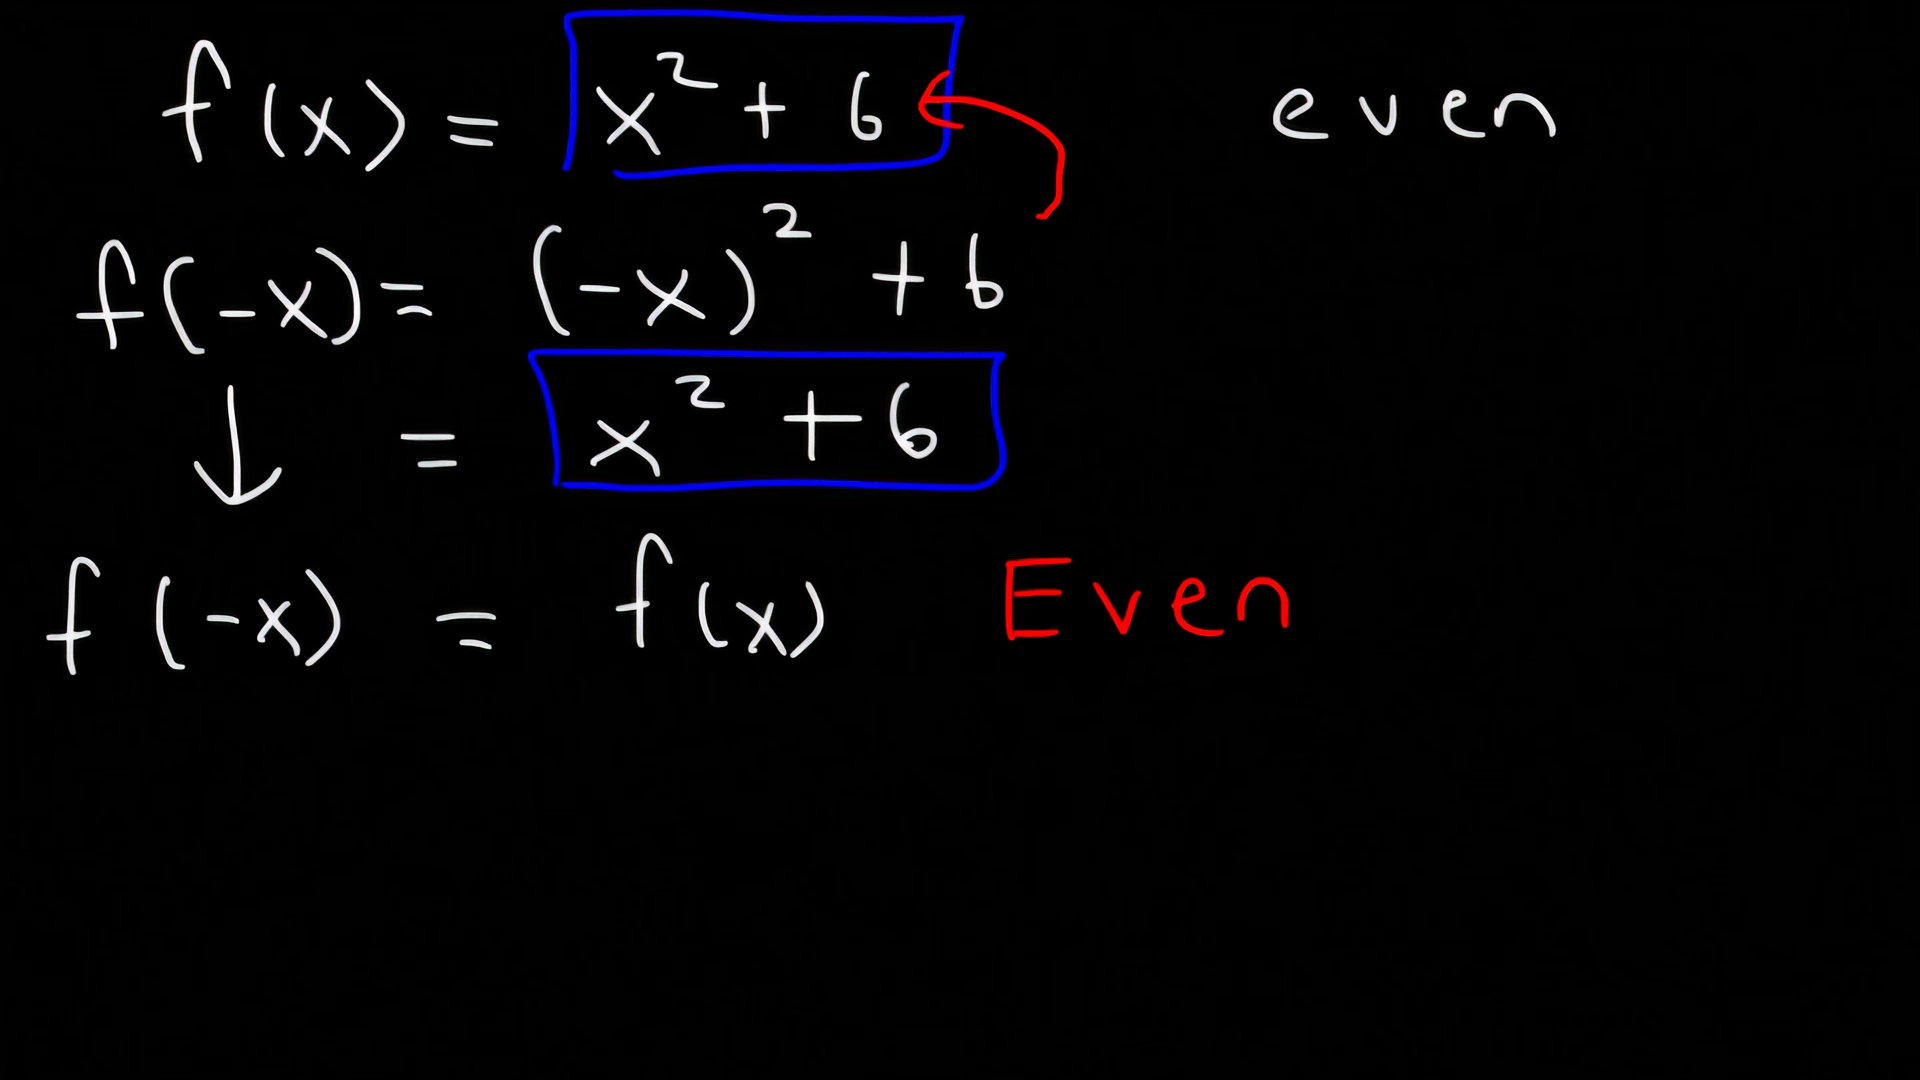 f(x) = x² + 6 even
f(-x) = (-x)² + 6
= x² + 6
f(-x) = f(x) Even